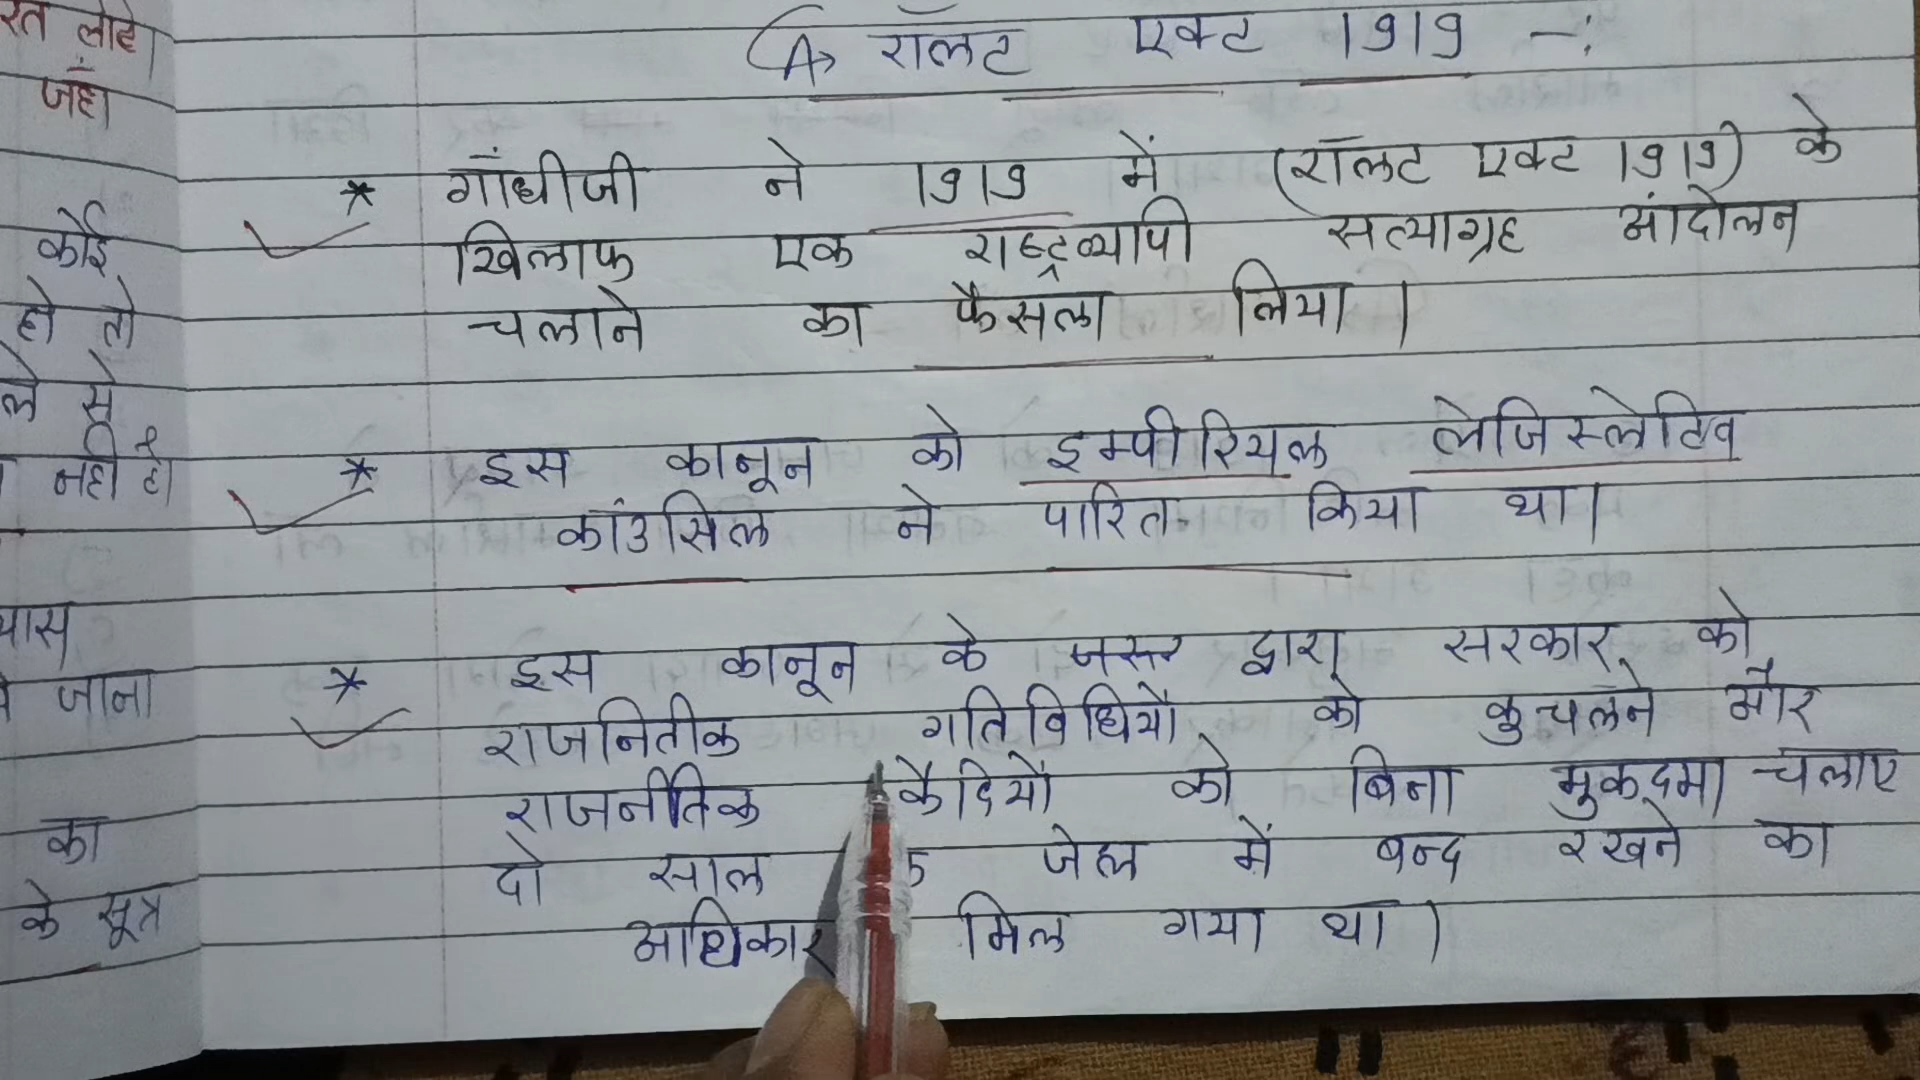 रत लोहे।
जहाँ
कोई
हो तो
ले से
नहीं है।
जाना
का
के सूत्र
A→ रॉलट एक्ट 1919 -:
* गाँधीजी ने 1919 में (रॉलट एक्ट 1919) के
खिलाफ एक राष्ट्रव्यापी सत्याग्रह आंदोलन
चलाने का फैसला लिया।
* इस कानून को इम्पीरियल लेजिस्लेटिव
कांउसिल ने पारित किया था।
* इस कानून के द्वारा सरकार को
राजनितीक गतिविधियों को कुचलने और
राजनीतिक कैदियों को बिना मुकदमा चलाए
दो साल जेल में बन्द रखने का
अधिकार मिल गया था।